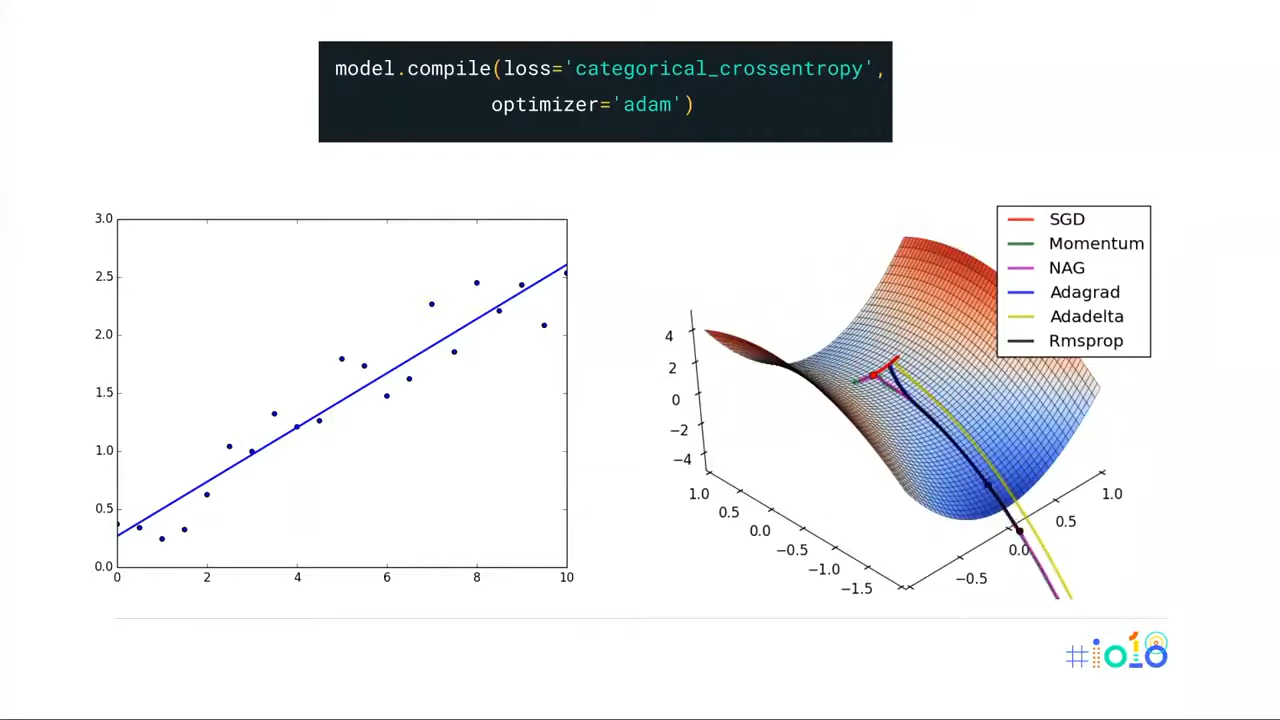 model.compile(loss='categorical_crossentropy',
optimizer='adam')
3.0
2.5
2.0
1.5
1.0
0.5
0.0
0 2 4 6 8 10
SGD
Momentum
NAG
Adagrad
Adadelta
Rmsprop
4
2
0
−2
−4
1.0
0.5
0.0
−0.5
−1.0
−1.5
−0.5
0.0
0.5
1.0
#io18